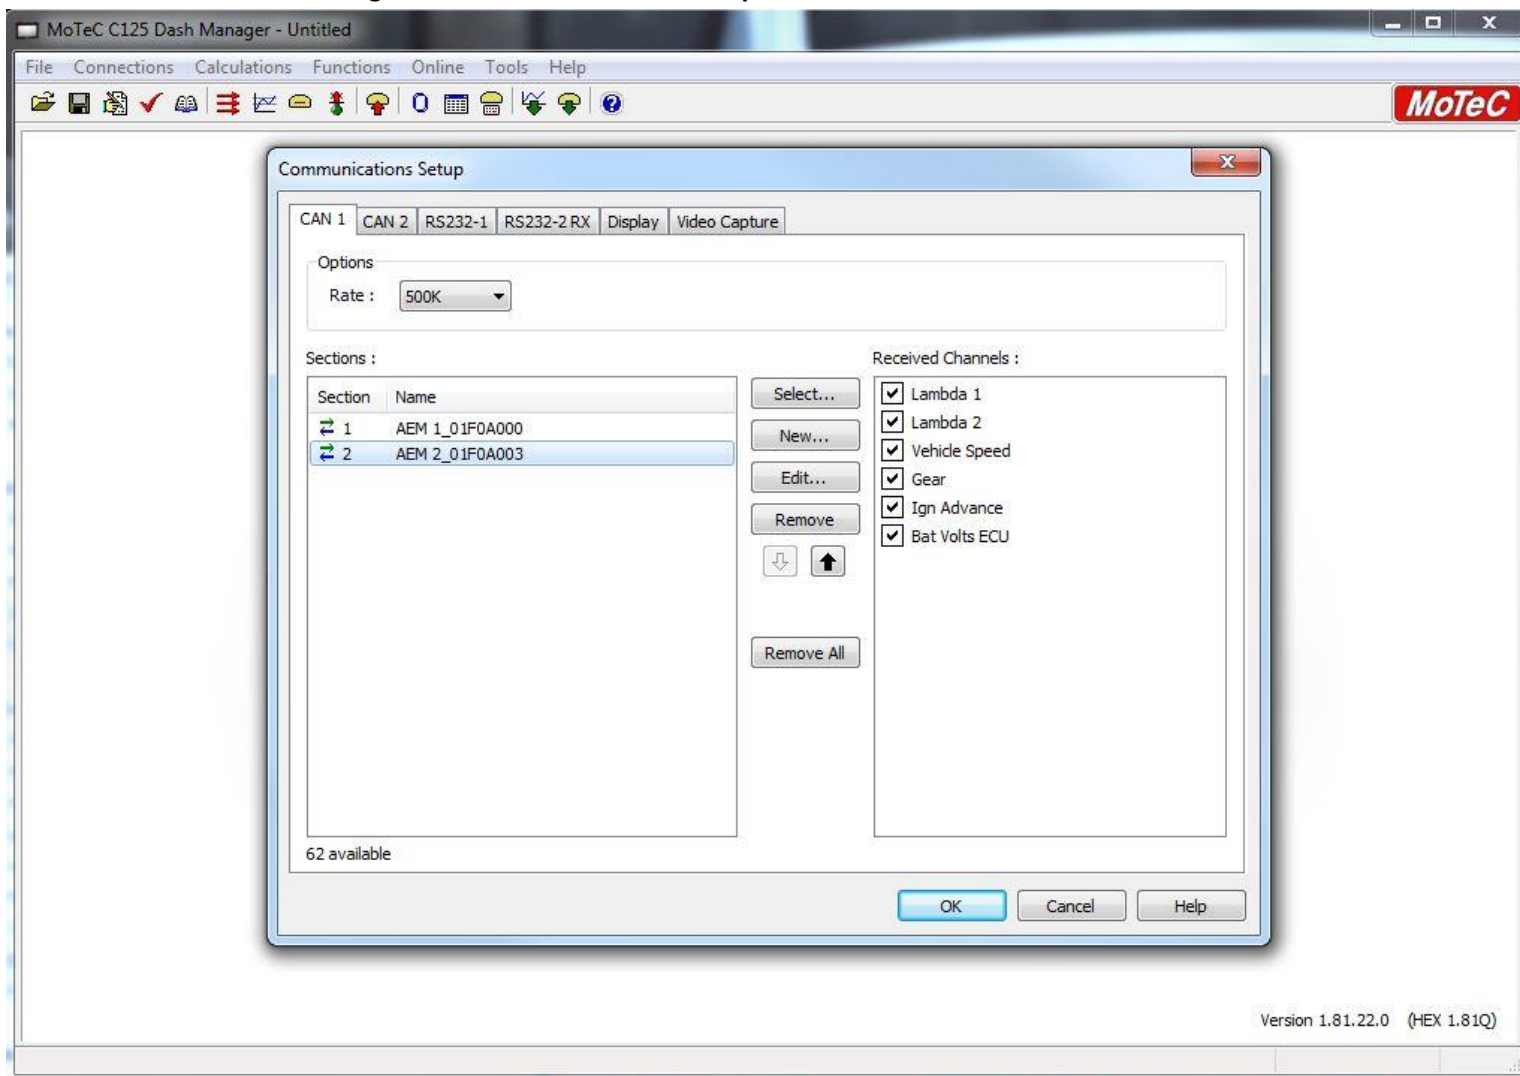 MoTeC C125 Dash Manager - Untitled
File Connections Calculations Functions Online Tools Help
MoTeC
Communications Setup
CAN 1 CAN 2 RS232-1 RS232-2 RX Display Video Capture
Options
Rate : 500K
Sections : Received Channels :
Section Name
1 AEM 1_01F0A000
2 AEM 2_01F0A003
Select...
New...
Edit...
Remove
Remove All
Lambda 1
Lambda 2
Vehicle Speed
Gear
Ign Advance
Bat Volts ECU
62 available
OK Cancel Help
Version 1.81.22.0 (HEX 1.81Q)